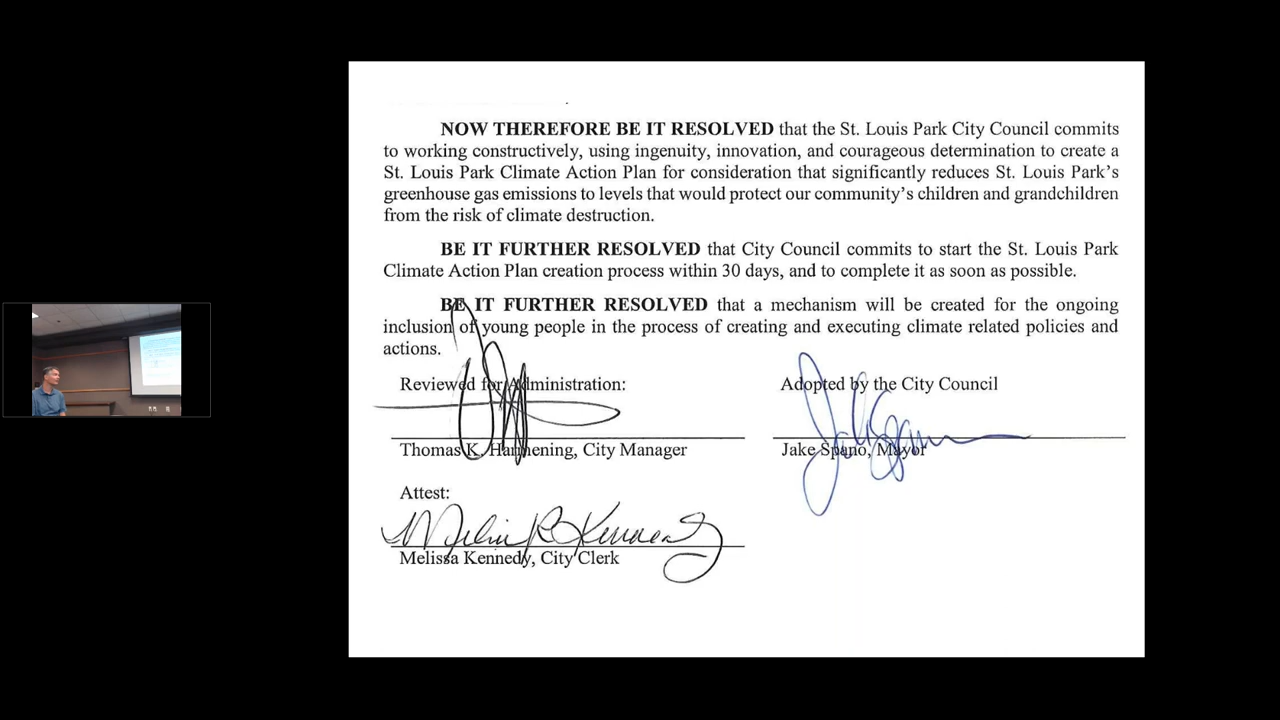 NOW THEREFORE BE IT RESOLVED that the St. Louis Park City Council commits
to working constructively, using ingenuity, innovation, and courageous determination to create a
St. Louis Park Climate Action Plan for consideration that significantly reduces St. Louis Park's
greenhouse gas emissions to levels that would protect our community's children and grandchildren
from the risk of climate destruction.
BE IT FURTHER RESOLVED that City Council commits to start the St. Louis Park
Climate Action Plan creation process within 30 days, and to complete it as soon as possible.
BE IT FURTHER RESOLVED that a mechanism will be created for the ongoing
inclusion of young people in the process of creating and executing climate related policies and
actions.
Reviewed for Administration:
Adopted by the City Council
Thomas K. Harmening, City Manager
Jake Spano, Mayor
Attest:
Melissa Kennedy, City Clerk